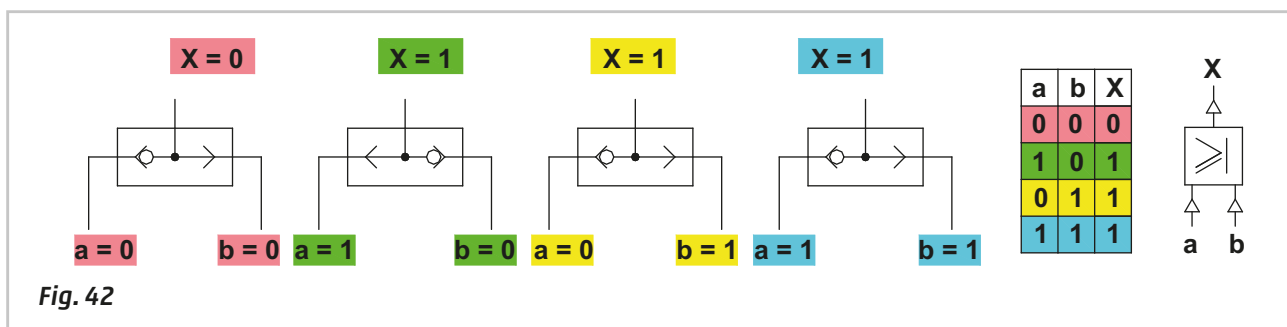 X = 0 X = 1 X = 1 X = 1
X
a b X
0 0 0
1 0 1
0 1 1
1 1 1
≥1
a = 0 b = 0 a = 1 b = 0 a = 0 b = 1 a = 1 b = 1
a b
Fig. 42